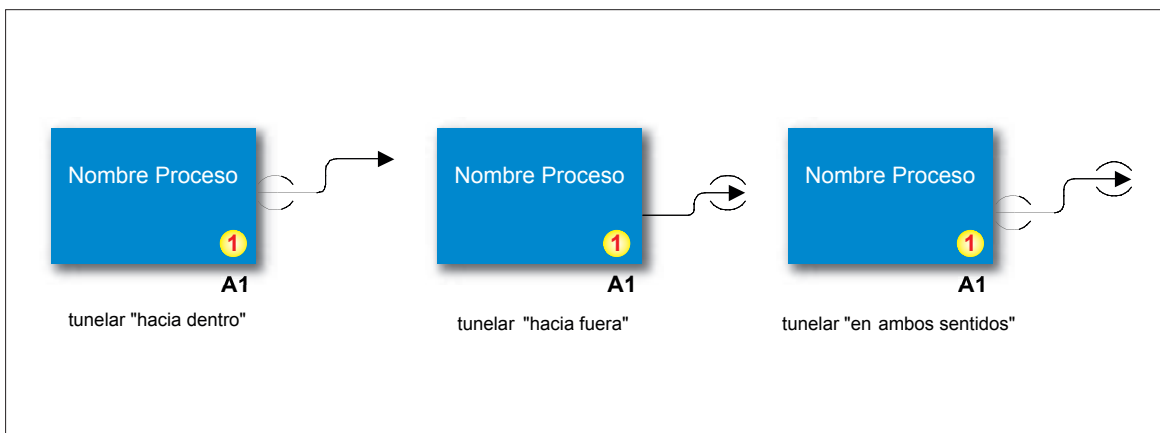 Nombre Proceso
1
A1
tunelar "hacia dentro"
Nombre Proceso
1
A1
tunelar "hacia fuera"
Nombre Proceso
1
A1
tunelar "en ambos sentidos"